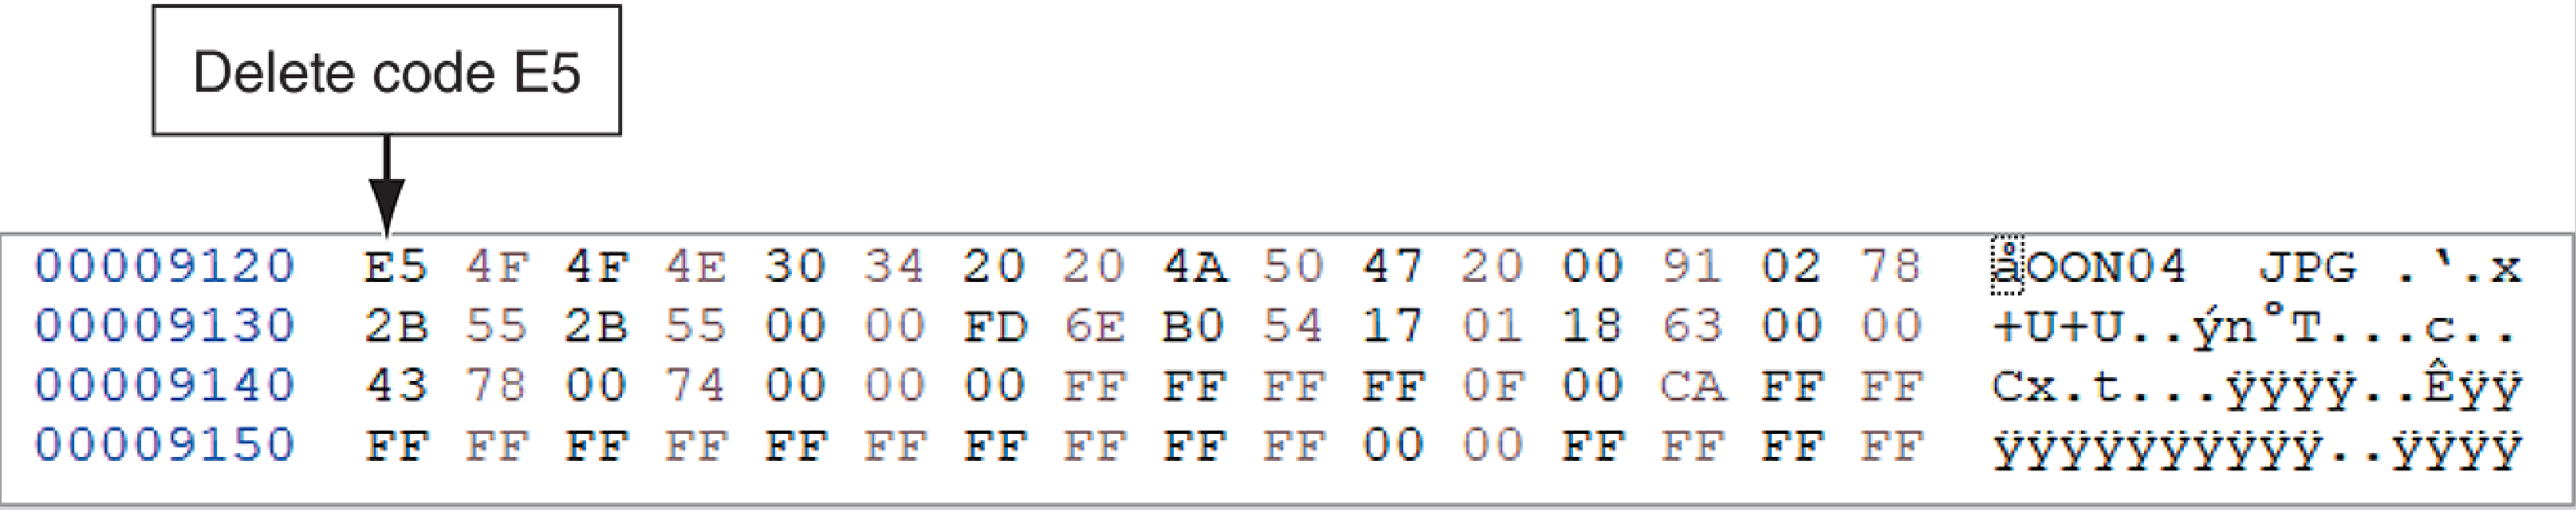 Delete code E5
00009120 E5 4F 4F 4E 30 34 20 20 4A 50 47 20 00 91 02 78 åOON04  JPG .‵.x
00009130 2B 55 2B 55 00 00 FD 6E B0 54 17 01 18 63 00 00 +U+U..ýn°T...c..
00009140 43 78 00 74 00 00 00 FF FF FF FF 0F 00 CA FF FF Cx.t...ÿÿÿÿ..Êÿÿ
00009150 FF FF FF FF FF FF FF FF FF FF 00 00 FF FF FF FF ÿÿÿÿÿÿÿÿÿÿ..ÿÿÿÿ